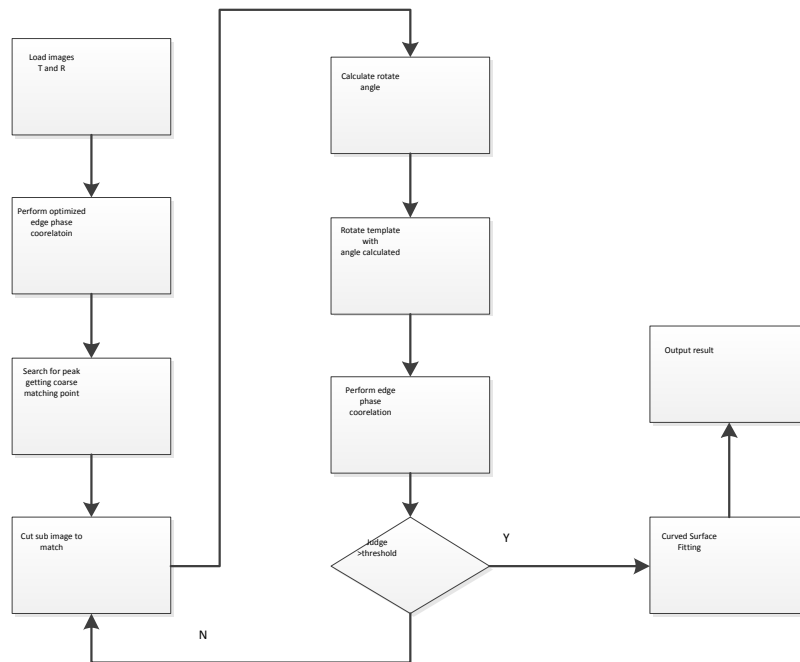 Load images
T and R
Perform optimized
edge phase
coorelatoin
Search for peak
getting coarse
matching point
Cut sub image to
match
Calculate rotate
angle
Rotate template
with
angle calculated
Perform edge
phase
coorelation
Judge
>threshold
Y
N
Curved Surface
Fitting
Output result